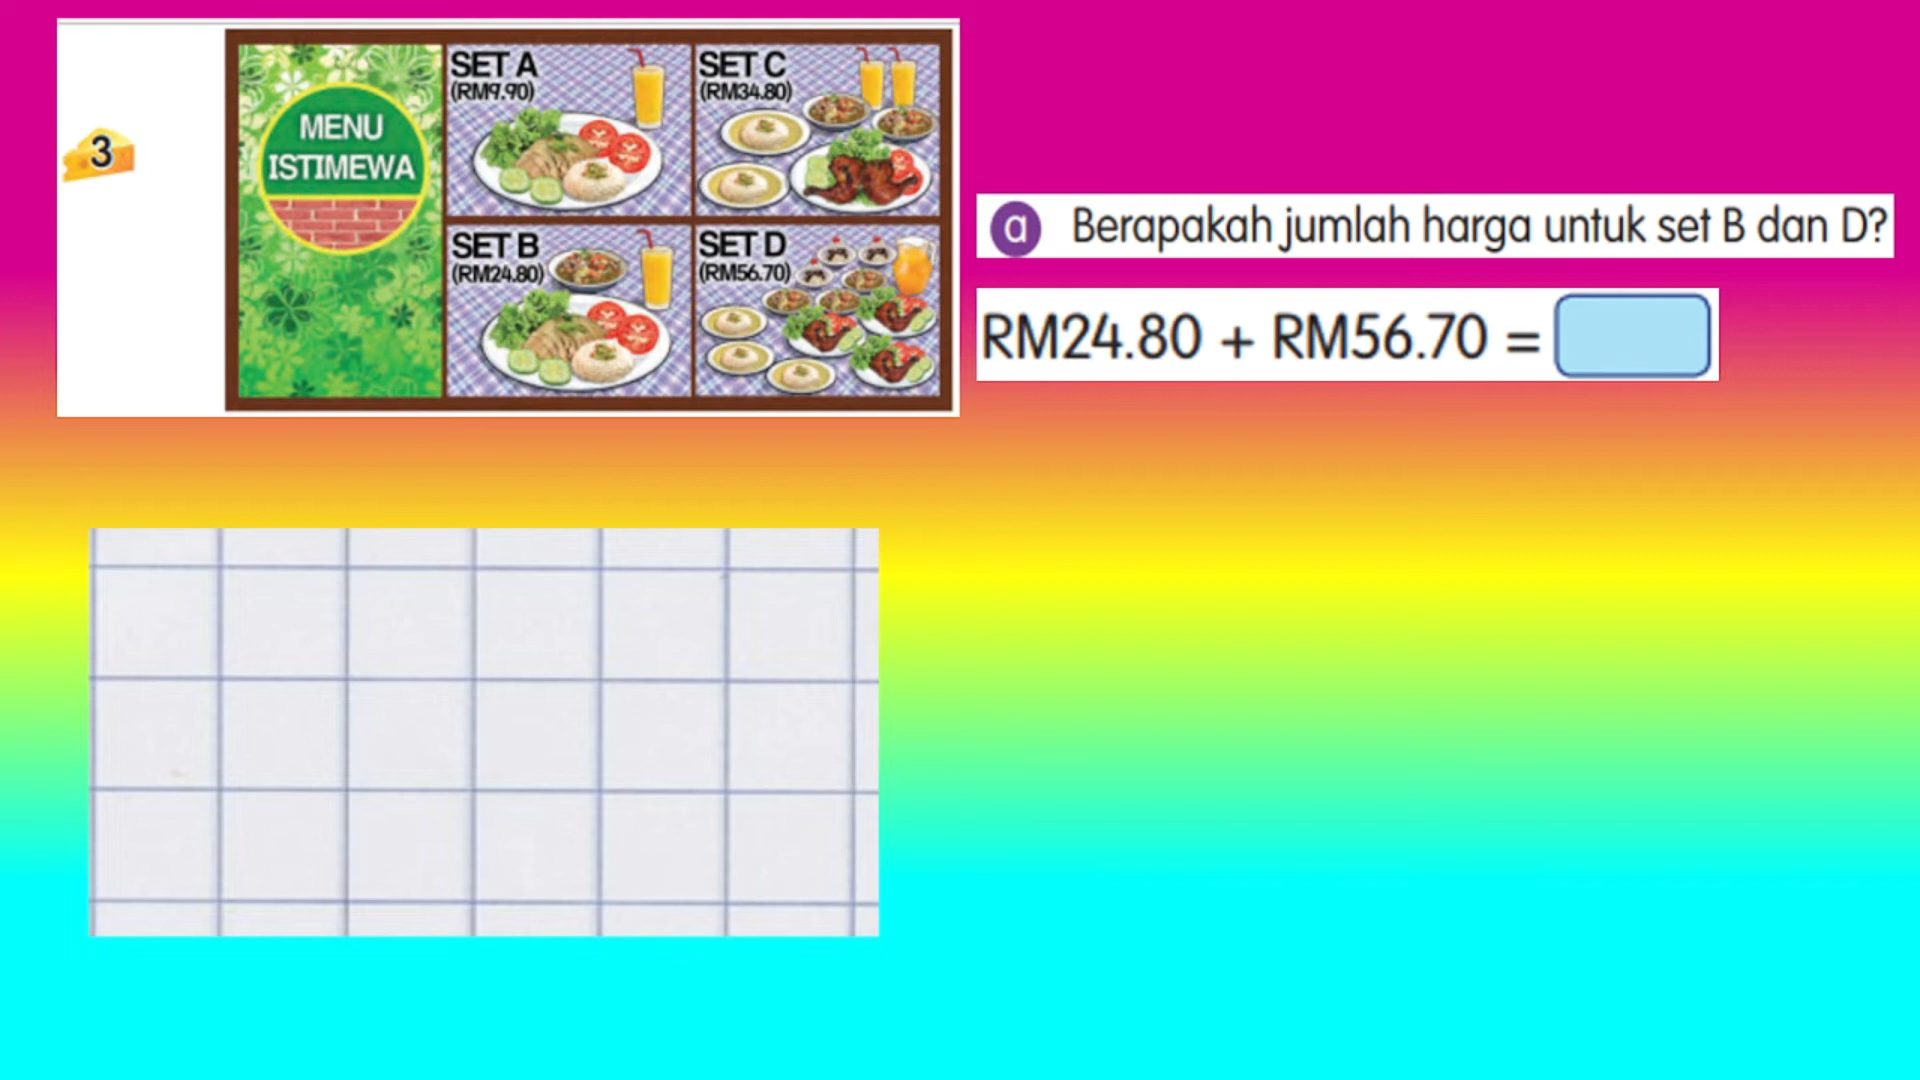 3
MENU
ISTIMEWA
SET A
(RM9.90)
SET C
(RM34.80)
SET B
(RM24.80)
SET D
(RM56.70)
a Berapakah jumlah harga untuk set B dan D?
RM24.80 + RM56.70 =